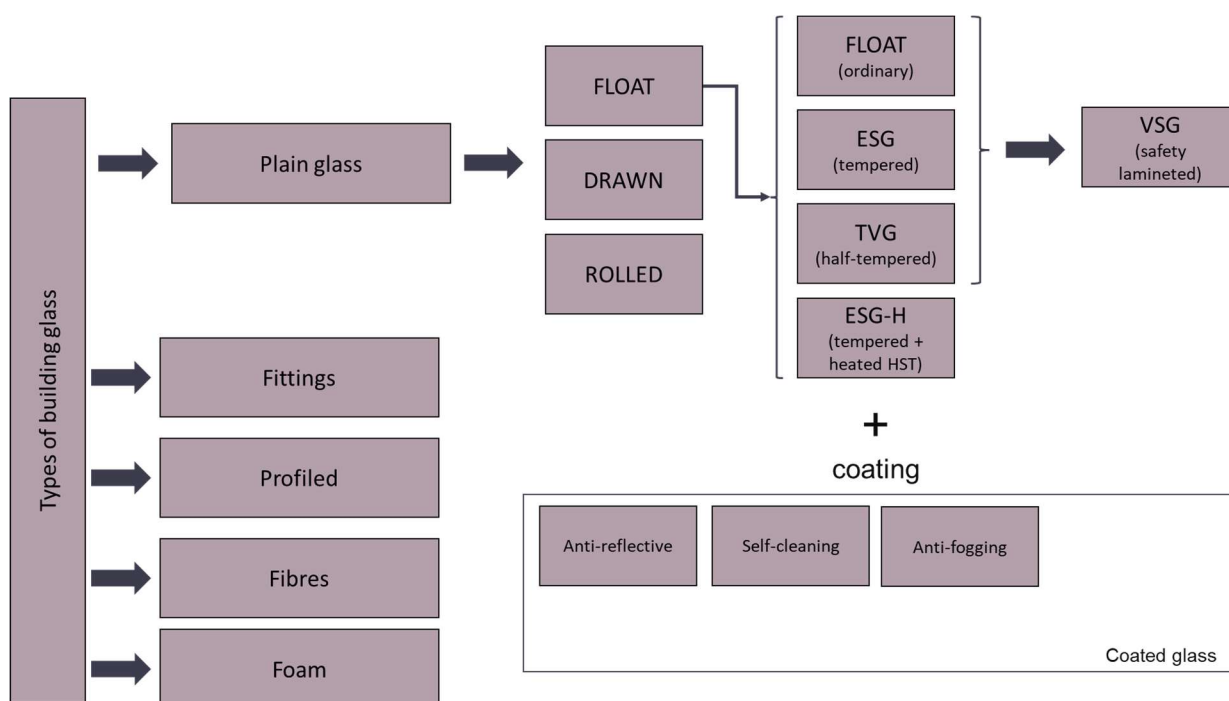 Types of building glass
Plain glass
FLOAT
DRAWN
ROLLED
FLOAT
(ordinary)
ESG
(tempered)
TVG
(half-tempered)
ESG-H
(tempered +
heated HST)
VSG
(safety
lamineted)
Fittings
Profiled
Fibres
Foam
+
coating
Anti-reflective
Self-cleaning
Anti-fogging
Coated glass